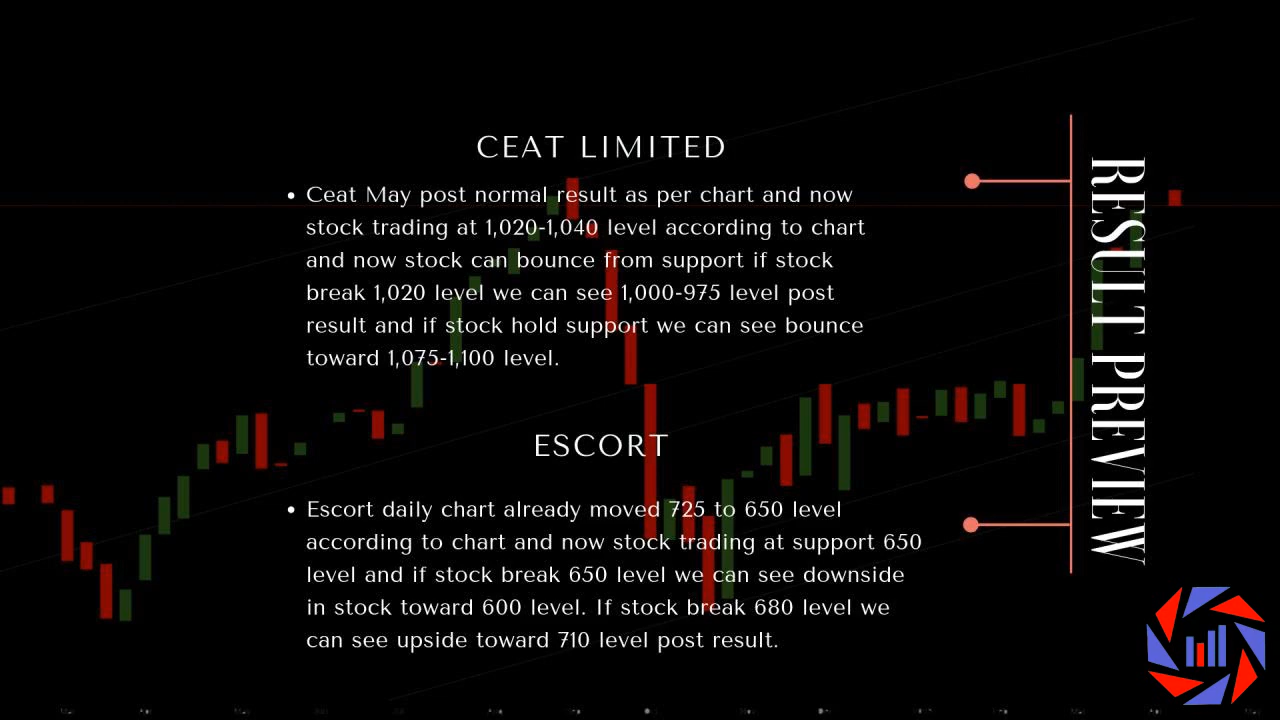 CEAT LIMITED
• Ceat May post normal result as per chart and now
stock trading at 1,020-1,040 level according to chart
and now stock can bounce from support if stock
break 1,020 level we can see 1,000-975 level post
result and if stock hold support we can see bounce
toward 1,075-1,100 level.
ESCORT
• Escort daily chart already moved 725 to 650 level
according to chart and now stock trading at support 650
level and if stock break 650 level we can see downside
in stock toward 600 level. If stock break 680 level we
can see upside toward 710 level post result.
RESULT PREVIEW